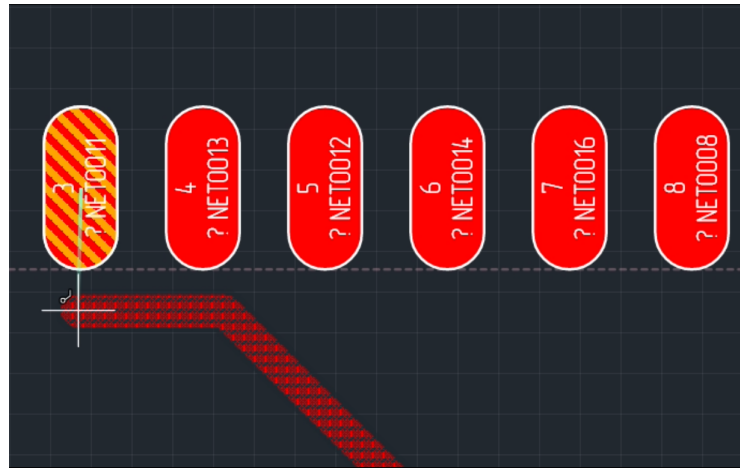 3
? NET0011
4
? NET0013
5
? NET0012
6
? NET0014
7
? NET0016
8
? NET0008